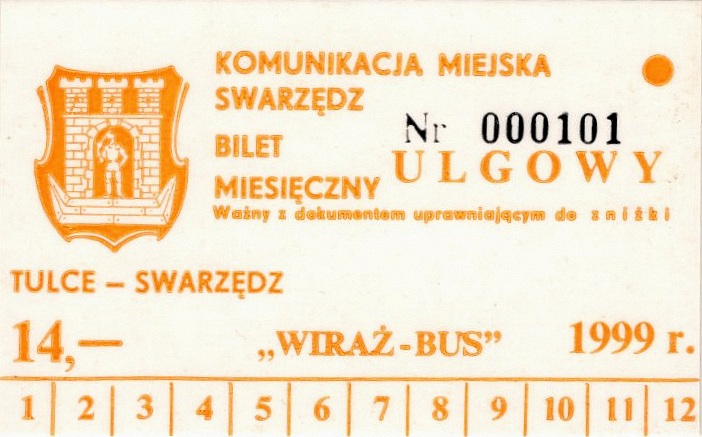 KOMUNIKACJA MIEJSKA
SWARZĘDZ
Nr 000101
BILET
ULGOWY
MIESIĘCZNY
Ważny z dokumentem uprawniającym do zniżki
TULCE – SWARZĘDZ
14,— „WIRAŻ-BUS” 1999 r.
1 2 3 4 5 6 7 8 9 10 11 12